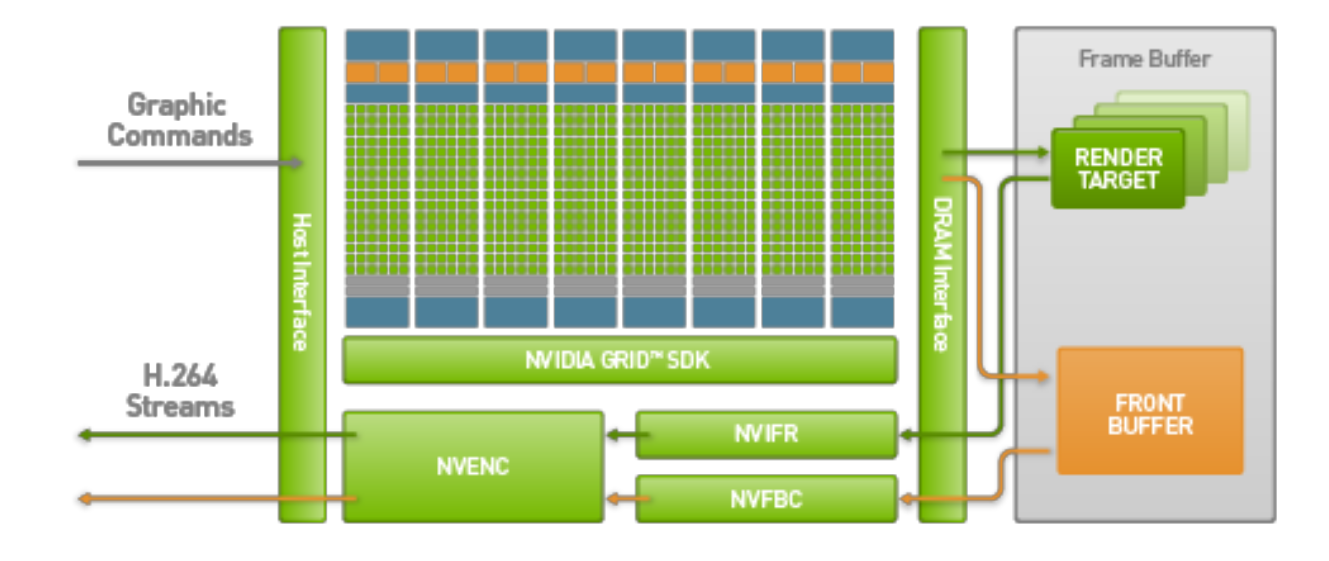 Frame Buffer
Graphic
Commands
RENDER
TARGET
Host Interface
DRAM Interface
NVIDIA GRID™ SDK
H.264
Streams
FRONT
BUFFER
NVIFR
NVENC
NVFBC